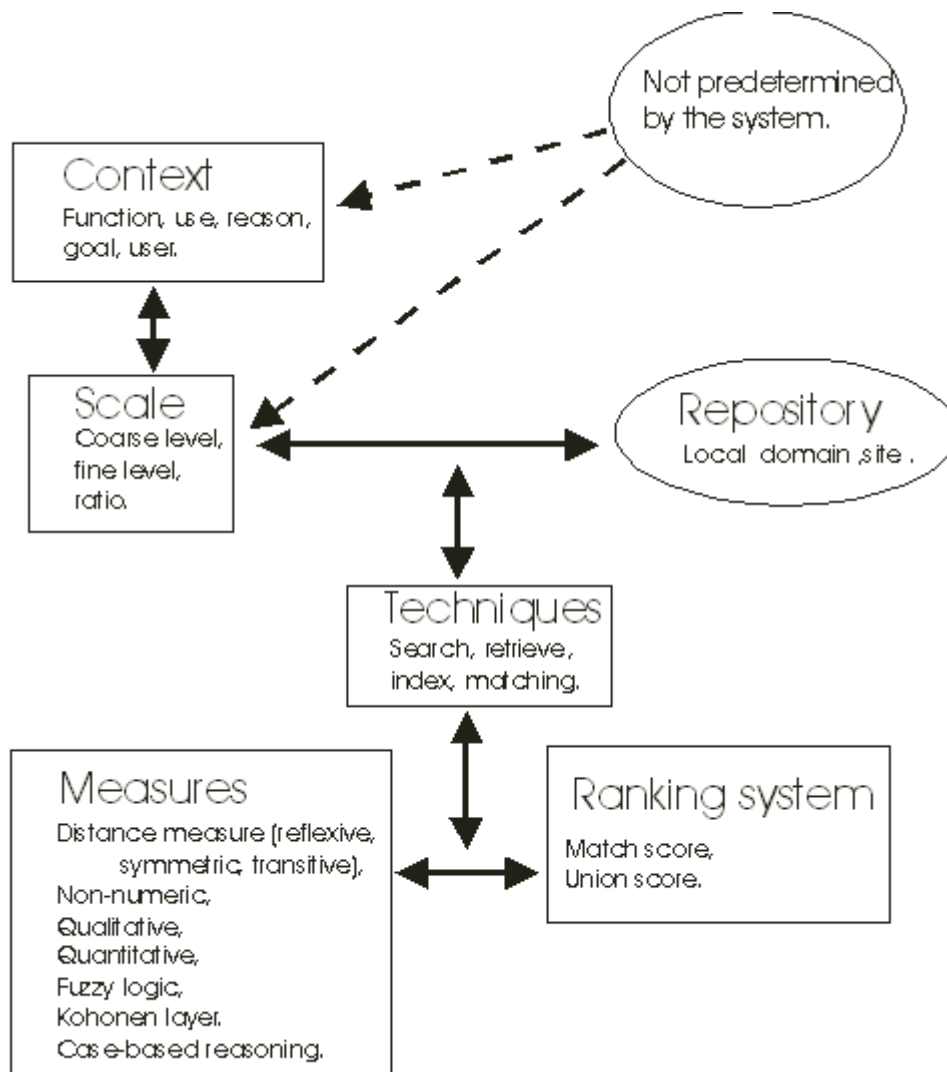 Not predetermined
by the system.
Context
Function, use, reason,
goal, user.
Scale
Coarse level,
fine level,
ratio.
Repository
Local domain ,site .
Techniques
Search, retrieve,
index, matching.
Measures
Distance measure (reflexive,
symmetric, transitive),
Non-numeric,
Qualitative,
Quantitative,
Fuzzy logic,
Kohonen layer.
Case-based reasoning.
Ranking system
Match score,
Union score.